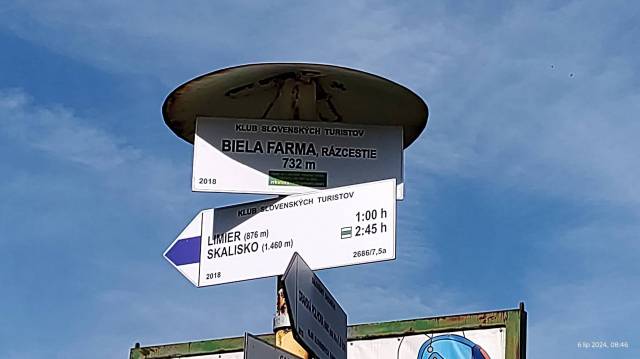 KLUB SLOVENSKÝCH TURISTOV
BIELA FARMA, RÁZCESTIE
732 m
2018
KLUB SLOVENSKÝCH TURISTOV
LIMIER (876 m) 1:00 h
SKALISKO (1.460 m) 2:45 h
2018 2686/7,5a
6 lip 2024, 08:46